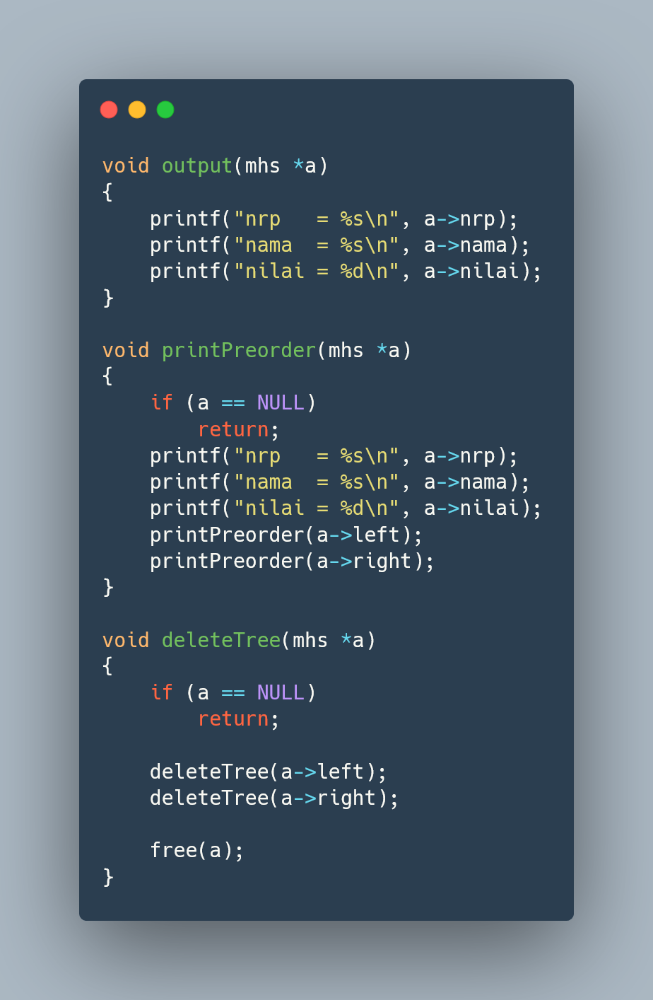 void output(mhs *a)
{
    printf("nrp   = %s\n", a->nrp);
    printf("nama  = %s\n", a->nama);
    printf("nilai = %d\n", a->nilai);
}

void printPreorder(mhs *a)
{
    if (a == NULL)
        return;
    printf("nrp   = %s\n", a->nrp);
    printf("nama  = %s\n", a->nama);
    printf("nilai = %d\n", a->nilai);
    printPreorder(a->left);
    printPreorder(a->right);
}

void deleteTree(mhs *a)
{
    if (a == NULL)
        return;

    deleteTree(a->left);
    deleteTree(a->right);

    free(a);
}